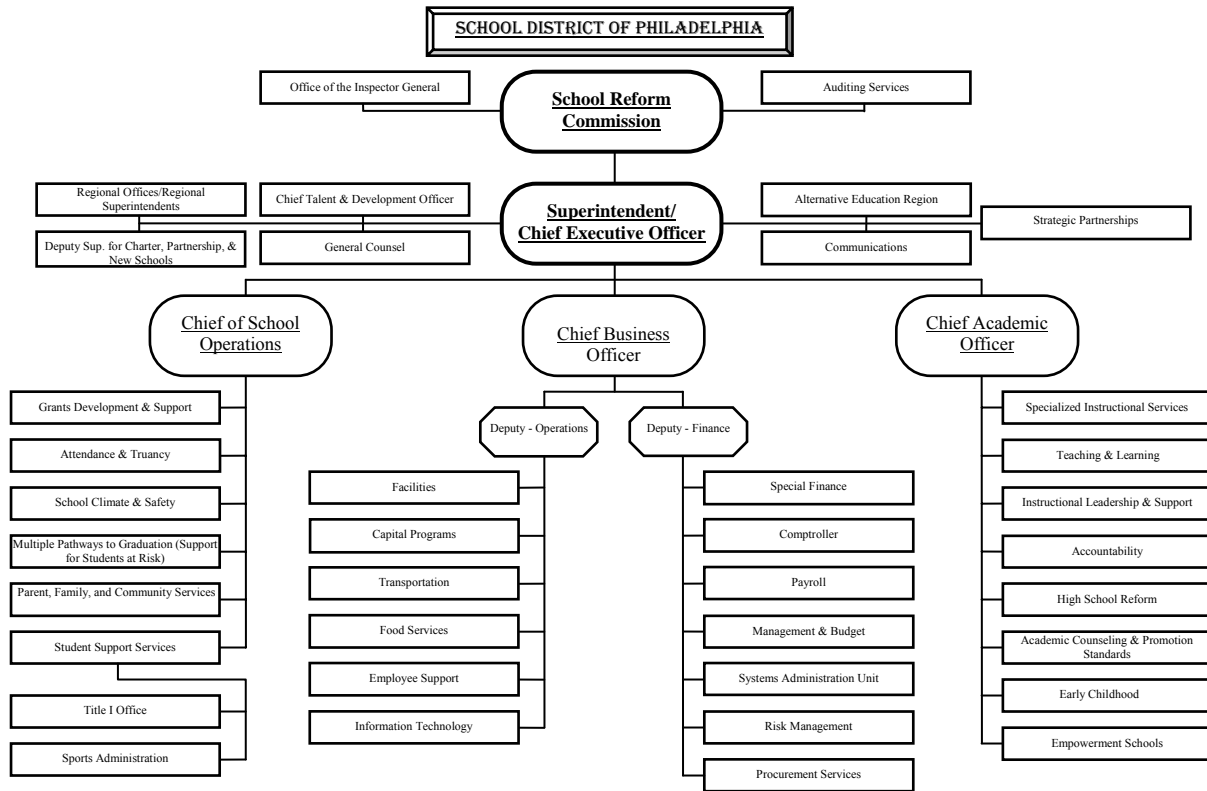 SCHOOL DISTRICT OF PHILADELPHIA
Office of the Inspector General
School Reform
Commission
Auditing Services
Regional Offices/Regional
Superintendents
Chief Talent & Development Officer
Superintendent/
Chief Executive Officer
Alternative Education Region
Strategic Partnerships
Deputy Sup. for Charter, Partnership, &
New Schools
General Counsel
Communications
Chief of School
Operations
Chief Business
Officer
Chief Academic
Officer
Grants Development & Support
Attendance & Truancy
School Climate & Safety
Multiple Pathways to Graduation (Support
for Students at Risk)
Parent, Family, and Community Services
Student Support Services
Title I Office
Sports Administration
Deputy - Operations
Facilities
Capital Programs
Transportation
Food Services
Employee Support
Information Technology
Deputy - Finance
Special Finance
Comptroller
Payroll
Management & Budget
Systems Administration Unit
Risk Management
Procurement Services
Specialized Instructional Services
Teaching & Learning
Instructional Leadership & Support
Accountability
High School Reform
Academic Counseling & Promotion
Standards
Early Childhood
Empowerment Schools